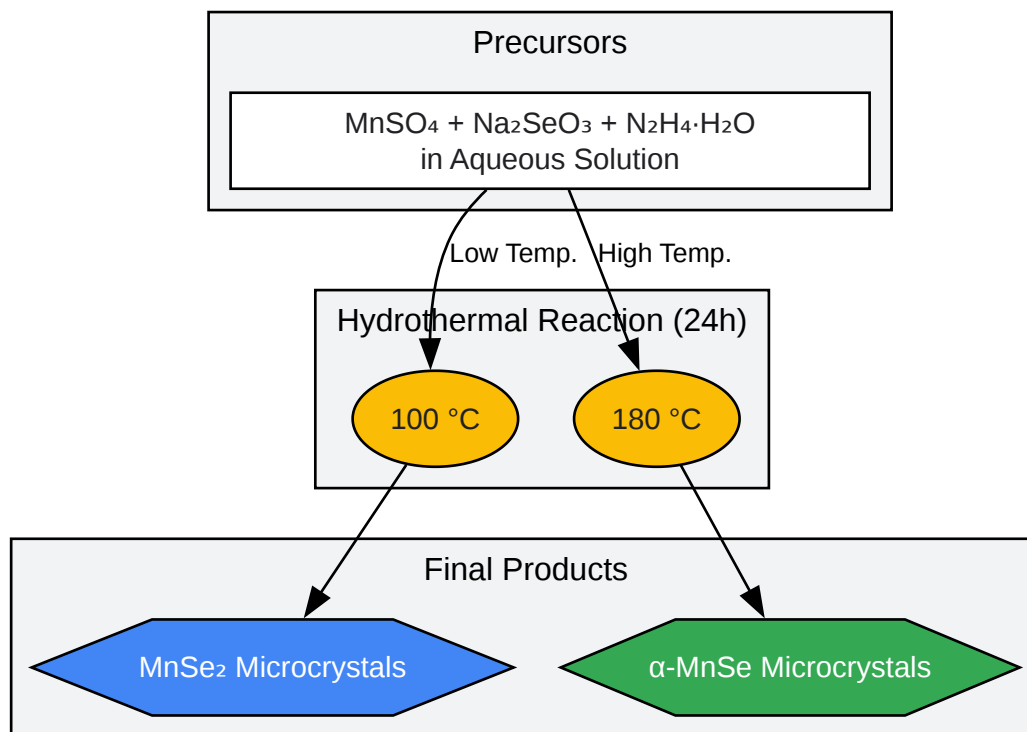 Precursors
MnSO₄ + Na₂SeO₃ + N₂H₄·H₂O
in Aqueous Solution
Low Temp.
High Temp.
Hydrothermal Reaction (24h)
100 °C
180 °C
Final Products
MnSe₂ Microcrystals
α-MnSe Microcrystals